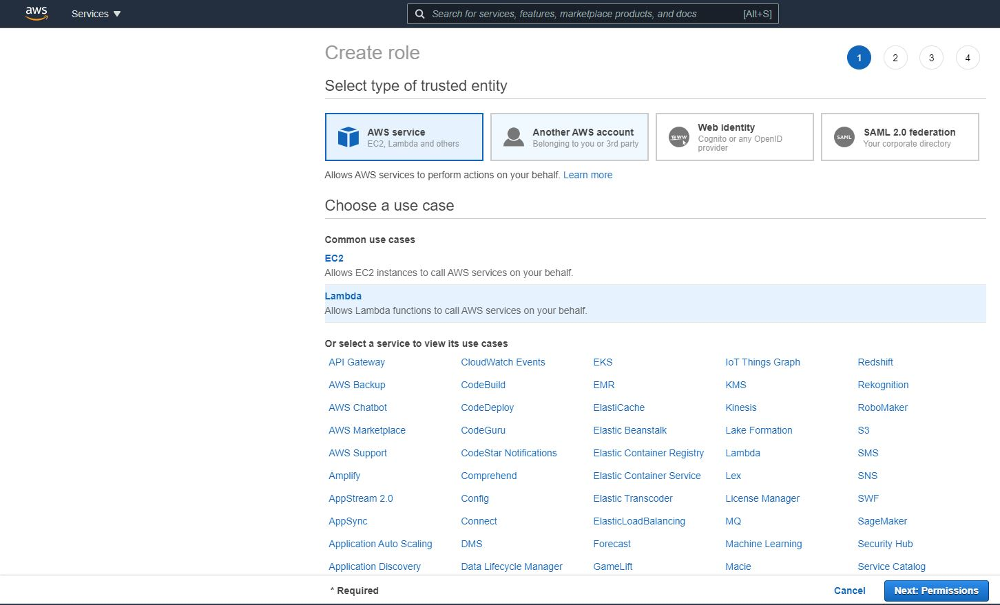 aws Services ▼ Search for services, features, marketplace products, and docs [Alt+S]
Create role 1 2 3 4
Select type of trusted entity
AWS service
EC2, Lambda and others
Another AWS account
Belonging to you or 3rd party
www
Web identity
Cognito or any OpenID
provider
SAML
SAML 2.0 federation
Your corporate directory
Allows AWS services to perform actions on your behalf. Learn more
Choose a use case
Common use cases
EC2
Allows EC2 instances to call AWS services on your behalf.
Lambda
Allows Lambda functions to call AWS services on your behalf.
Or select a service to view its use cases
API Gateway CloudWatch Events EKS IoT Things Graph Redshift
AWS Backup CodeBuild EMR KMS Rekognition
AWS Chatbot CodeDeploy ElastiCache Kinesis RoboMaker
AWS Marketplace CodeGuru Elastic Beanstalk Lake Formation S3
AWS Support CodeStar Notifications Elastic Container Registry Lambda SMS
Amplify Comprehend Elastic Container Service Lex SNS
AppStream 2.0 Config Elastic Transcoder License Manager SWF
AppSync Connect ElasticLoadBalancing MQ SageMaker
Application Auto Scaling DMS Forecast Machine Learning Security Hub
Application Discovery Data Lifecycle Manager GameLift Macie Service Catalog
* Required Cancel Next: Permissions